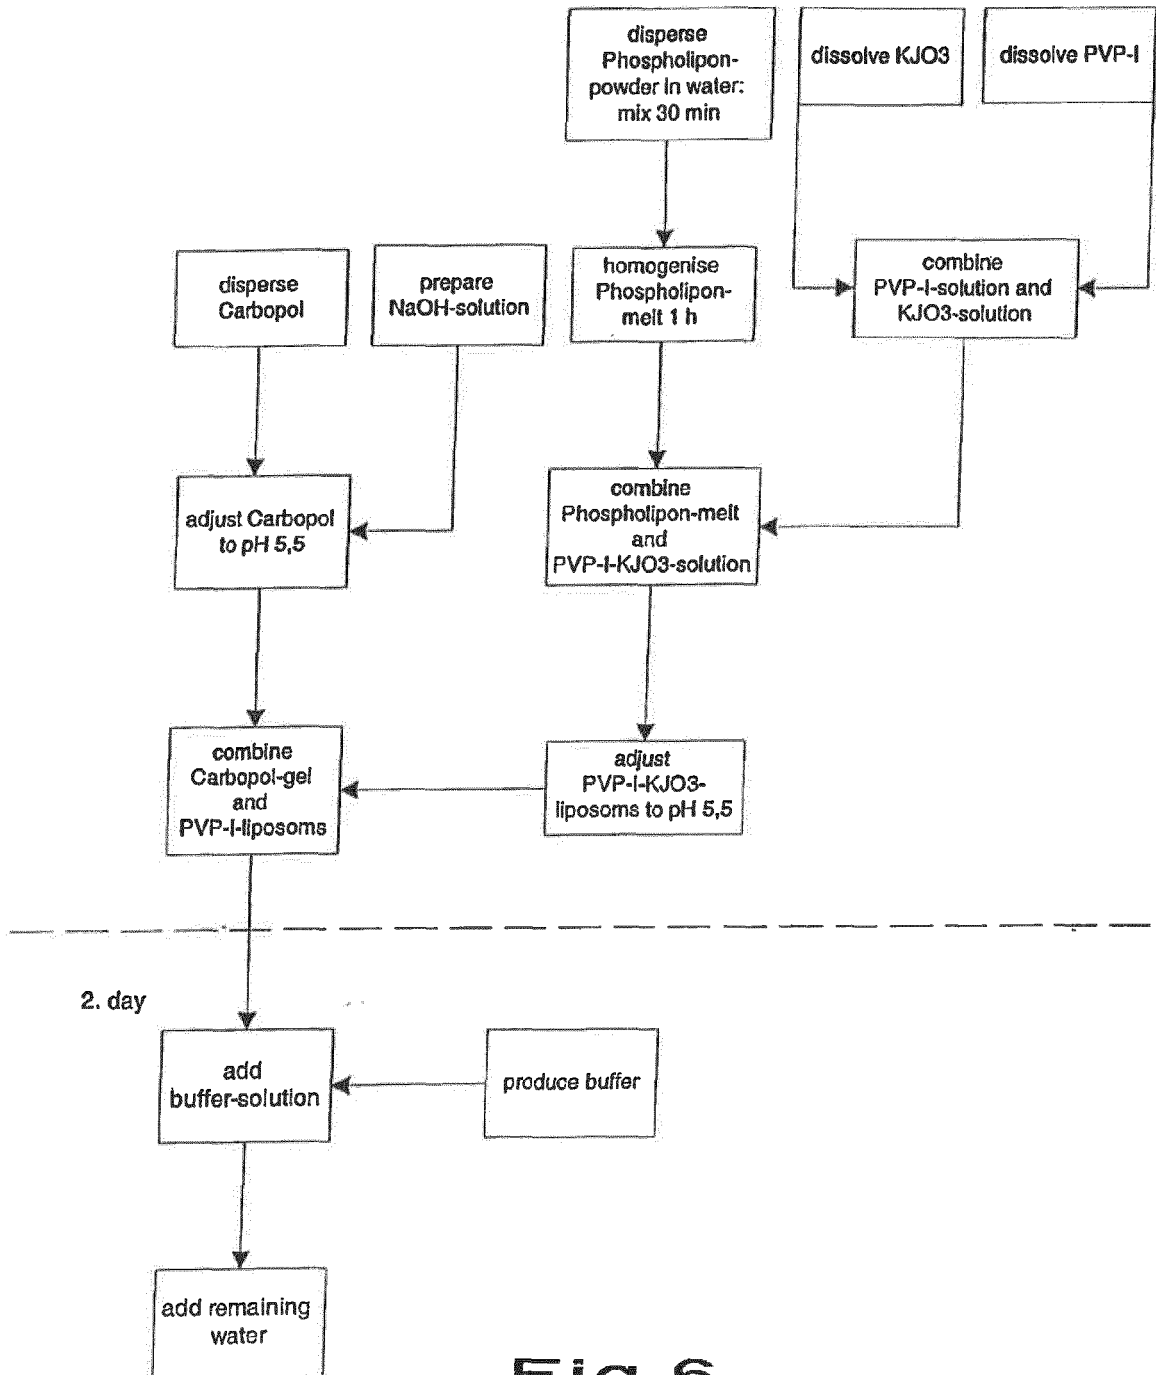 disperse
Phospholipon-
powder in water:
mix 30 min
dissolve KJO3
dissolve PVP-I
disperse
Carbopol
prepare
NaOH-solution
homogenise
Phospholipon-
melt 1 h
combine
PVP-I-solution and
KJO3-solution
adjust Carbopol
to pH 5,5
combine
Phospholipon-melt
and
PVP-I-KJO3-solution
combine
Carbopol-gel
and
PVP-I-liposoms
adjust
PVP-I-KJO3-
liposoms to pH 5,5
2. day
add
buffer-solution
produce buffer
add remaining
water
Fig 6